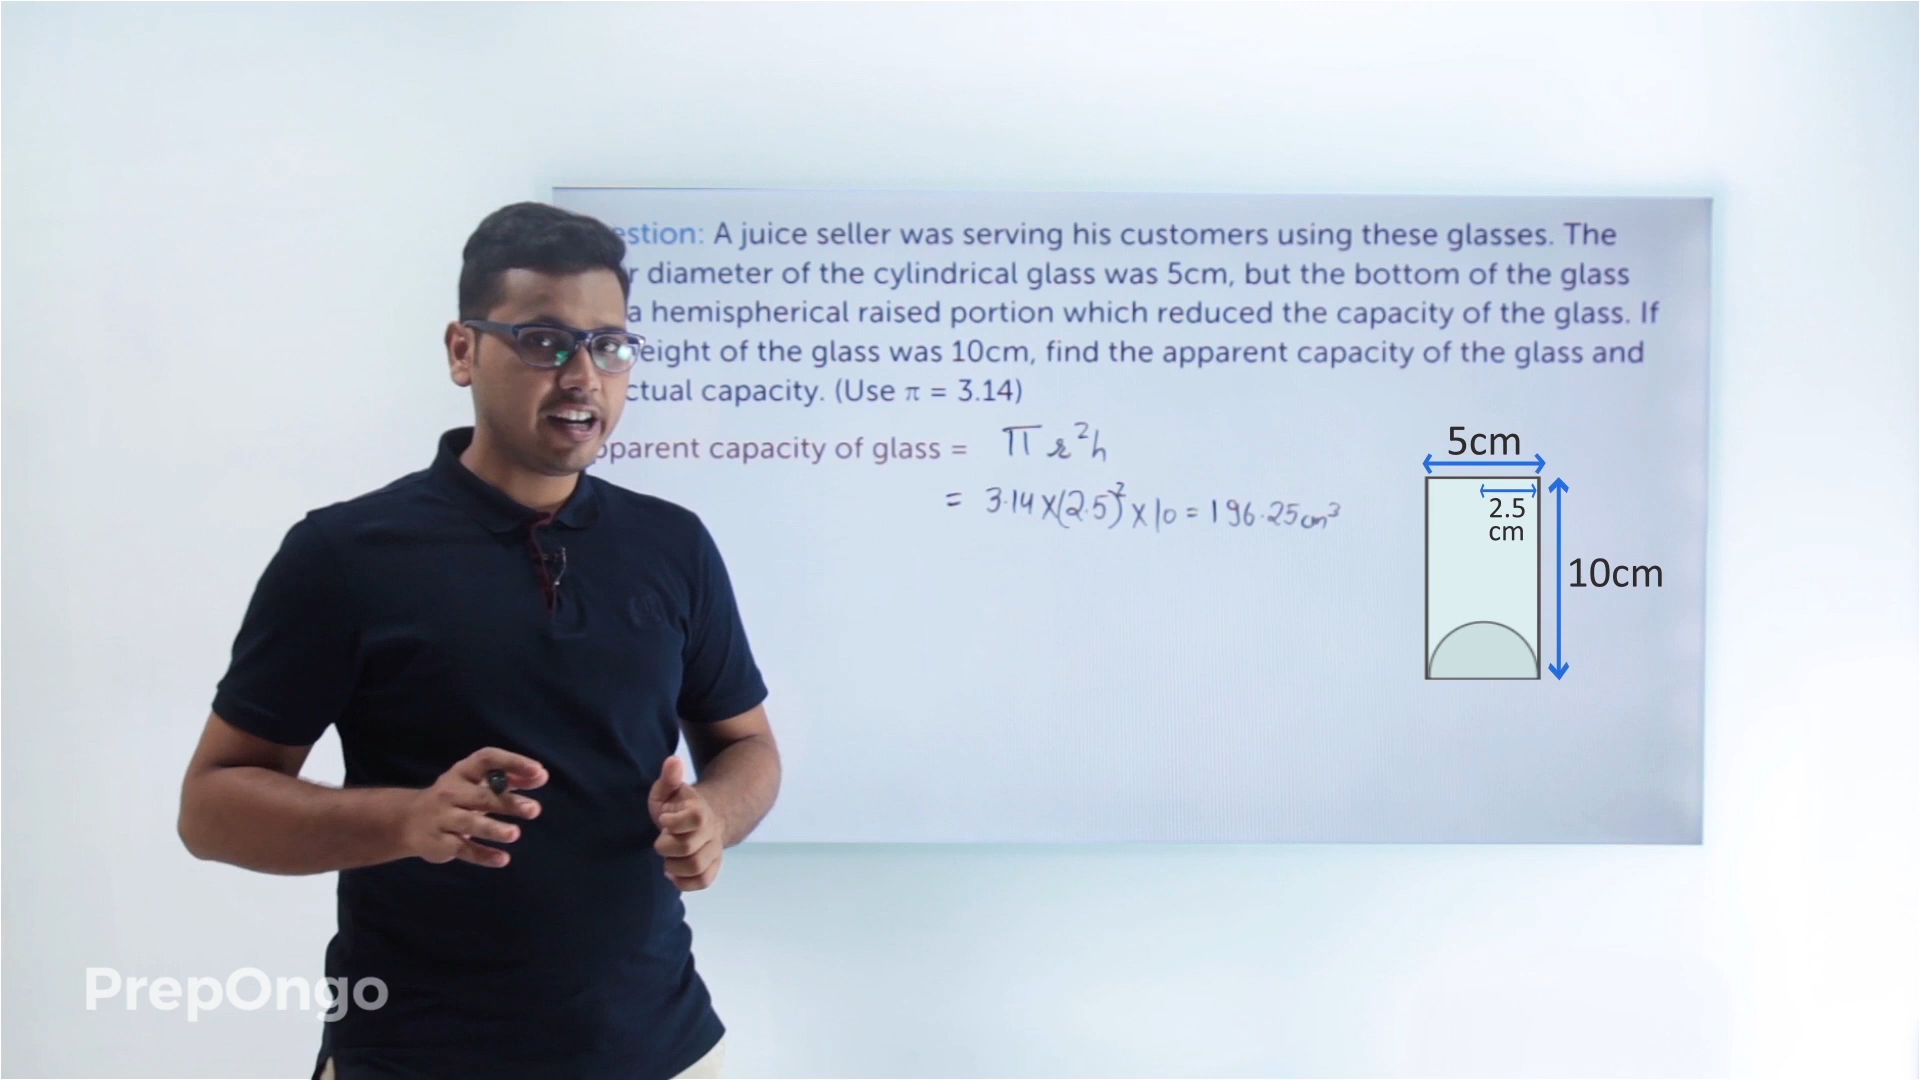 estion: A juice seller was serving his customers using these glasses. The
r diameter of the cylindrical glass was 5cm, but the bottom of the glass
a hemispherical raised portion which reduced the capacity of the glass. If
eight of the glass was 10cm, find the apparent capacity of the glass and
ctual capacity. (Use π = 3.14)
pparent capacity of glass = πr²h
= 3.14 x (2.5)² x 10 = 196.25cm³
5cm
2.5
cm
10cm
PrepOngo